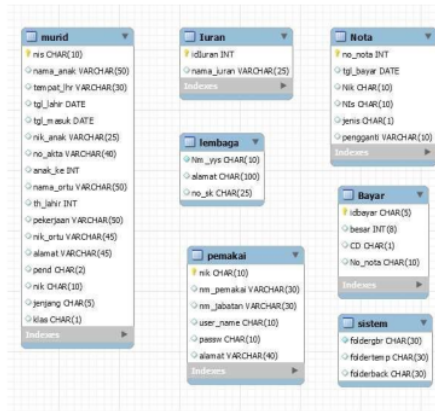 murid
nis CHAR(10)
nama_anak VARCHAR(50)
tempat_lhr VARCHAR(30)
tgl_lahir DATE
tgl_masuk DATE
nik_anak VARCHAR(25)
no_akta VARCHAR(40)
anak_ke INT
nama_ortu VARCHAR(50)
th_lahir INT
pekerjaan VARCHAR(50)
nik_ortu VARCHAR(45)
alamat VARCHAR(45)
pend CHAR(2)
nik CHAR(10)
jenjang CHAR(5)
klas CHAR(1)
Indexes
Iuran
idIuran INT
nama_iuran VARCHAR(25)
Indexes
lembaga
Nm_yys CHAR(10)
alamat CHAR(100)
no_sk CHAR(25)
pemakai
nik CHAR(10)
nm_pemakai VARCHAR(30)
nm_jabatan VARCHAR(30)
user_name CHAR(10)
passw CHAR(10)
alamat VARCHAR(40)
Indexes
Nota
no_nota INT
tgl_bayar DATE
Nik CHAR(10)
NIs CHAR(10)
jenis CHAR(1)
pengganti VARCHAR(10)
Indexes
Bayar
idbayar CHAR(5)
besar INT(8)
CD CHAR(1)
No_nota CHAR(10)
Indexes
sistem
foldergbr CHAR(30)
foldertemp CHAR(30)
folderback CHAR(30)